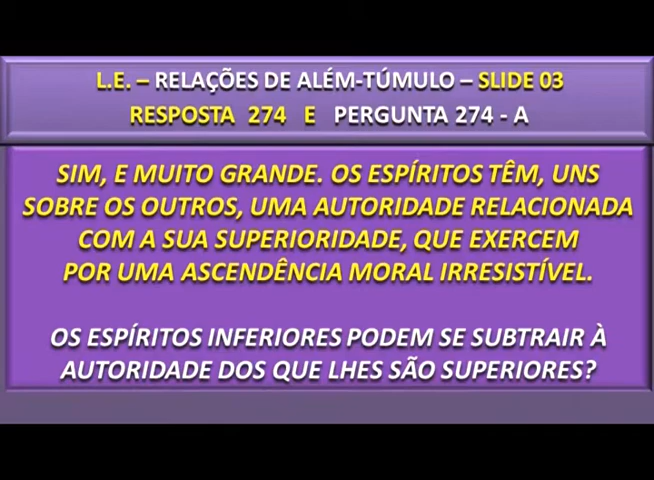 L.E. – RELAÇÕES DE ALÉM-TÚMULO – SLIDE 03
RESPOSTA 274 E PERGUNTA 274 - A
SIM, E MUITO GRANDE. OS ESPÍRITOS TÊM, UNS
SOBRE OS OUTROS, UMA AUTORIDADE RELACIONADA
COM A SUA SUPERIORIDADE, QUE EXERCEM
POR UMA ASCENDÊNCIA MORAL IRRESISTÍVEL.
OS ESPÍRITOS INFERIORES PODEM SE SUBTRAIR À
AUTORIDADE DOS QUE LHES SÃO SUPERIORES?